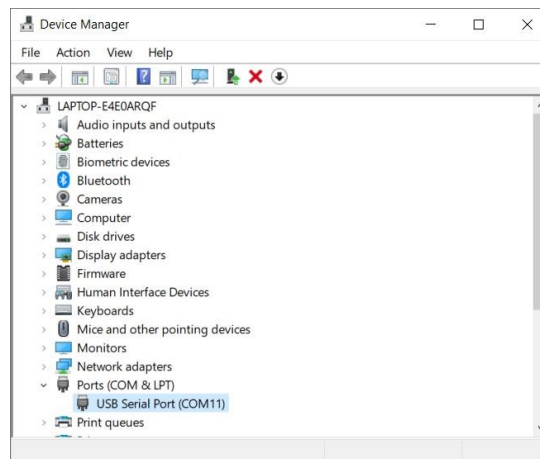 Device Manager
File Action View Help
LAPTOP-E4E0ARQF
Audio inputs and outputs
Batteries
Biometric devices
Bluetooth
Cameras
Computer
Disk drives
Display adapters
Firmware
Human Interface Devices
Keyboards
Mice and other pointing devices
Monitors
Network adapters
Ports (COM & LPT)
USB Serial Port (COM11)
Print queues